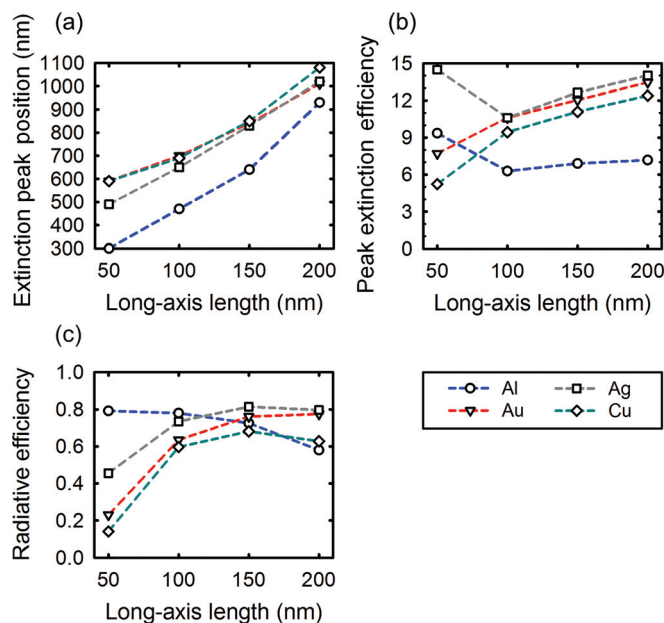 (a)
Extinction peak position (nm)
1100
1000
900
800
700
600
500
400
300
50 100 150 200
Long-axis length (nm)
(b)
Peak extinction efficiency
15
12
9
6
3
0
50 100 150 200
Long-axis length (nm)
(c)
Radiative efficiency
1.0
0.8
0.6
0.4
0.2
0.0
50 100 150 200
Long-axis length (nm)
Al Ag
Au Cu